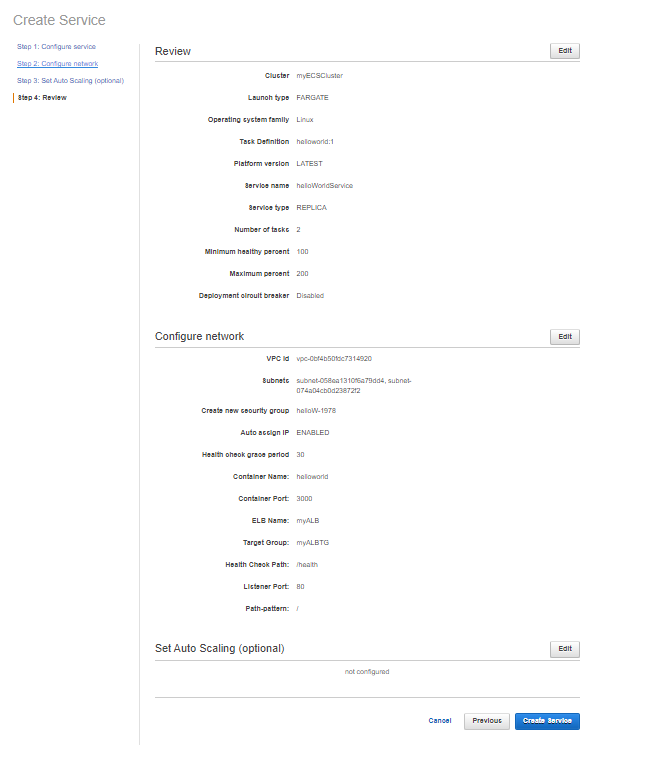 Create Service
Step 1: Configure service
Step 2: Configure network
Step 3: Set Auto Scaling (optional)
Step 4: Review
Review
Edit
Cluster myECSCluster
Launch type FARGATE
Operating system family Linux
Task Definition helloworld:1
Platform version LATEST
Service name helloWorldService
Service type REPLICA
Number of tasks 2
Minimum healthy percent 100
Maximum percent 200
Deployment circuit breaker Disabled
Configure network
Edit
VPC Id vpc-0bf4b50fdc7314920
Subnets subnet-058ea1310f6a79dd4, subnet-
074a04cb0d23872f2
Create new security group helloW-1978
Auto assign IP ENABLED
Health check grace period 30
Container Name: helloworld
Container Port: 3000
ELB Name: myALB
Target Group: myALBTG
Health Check Path: /health
Listener Port: 80
Path-pattern: /
Set Auto Scaling (optional)
Edit
not configured
Cancel
Previous
Create Service